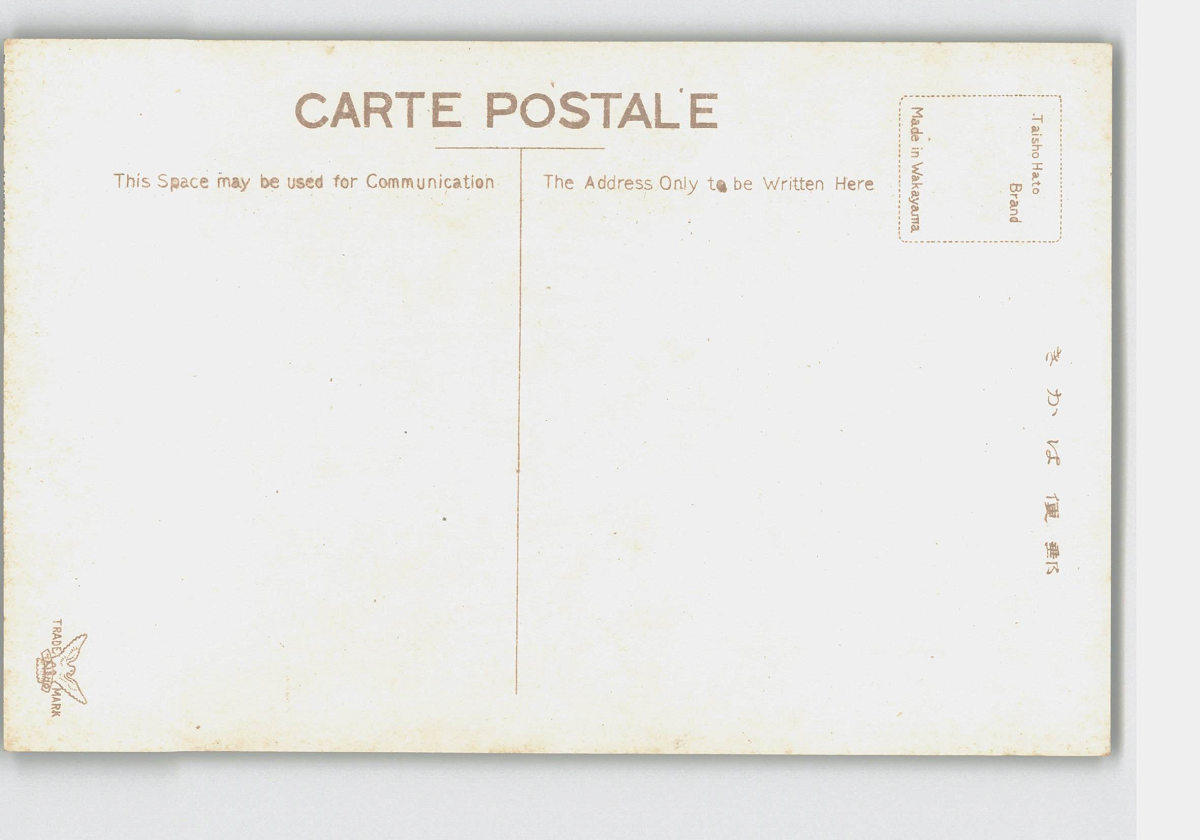 CARTE POSTALE
This Space may be used for Communication
The Address Only to be Written Here
Taisho Hato
Brand
Made in Wakayama
きかは便郵
TRADE MARK